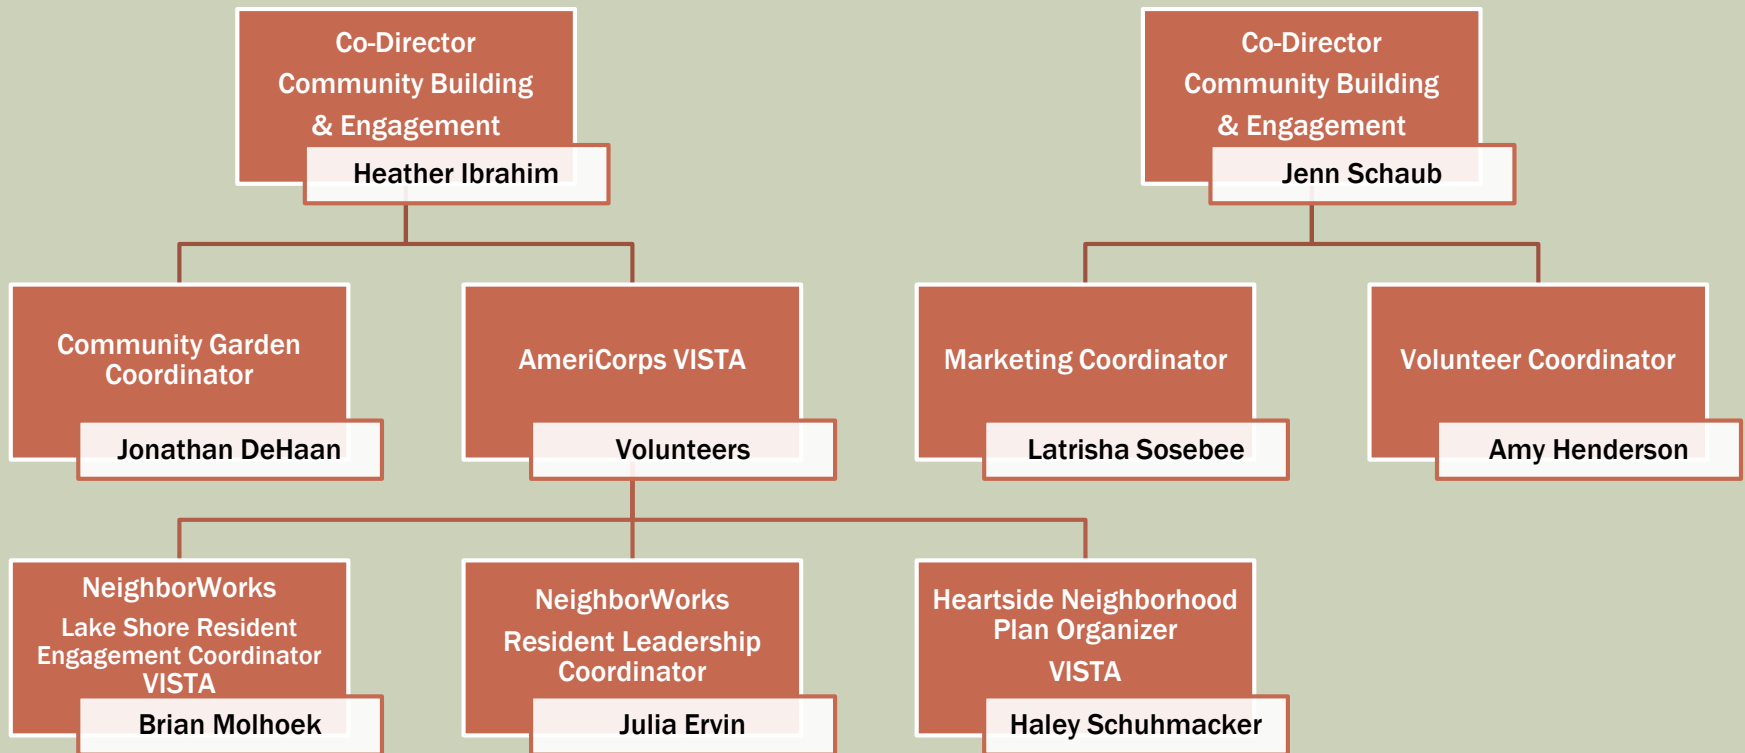 Co-Director
Community Building
& Engagement
Heather Ibrahim
Co-Director
Community Building
& Engagement
Jenn Schaub
Community Garden
Coordinator
Jonathan DeHaan
AmeriCorps VISTA
Volunteers
Marketing Coordinator
Latrisha Sosebee
Volunteer Coordinator
Amy Henderson
NeighborWorks
Lake Shore Resident
Engagement Coordinator
VISTA
Brian Molhoek
NeighborWorks
Resident Leadership
Coordinator
Julia Ervin
Heartside Neighborhood
Plan Organizer
VISTA
Haley Schuhmacker